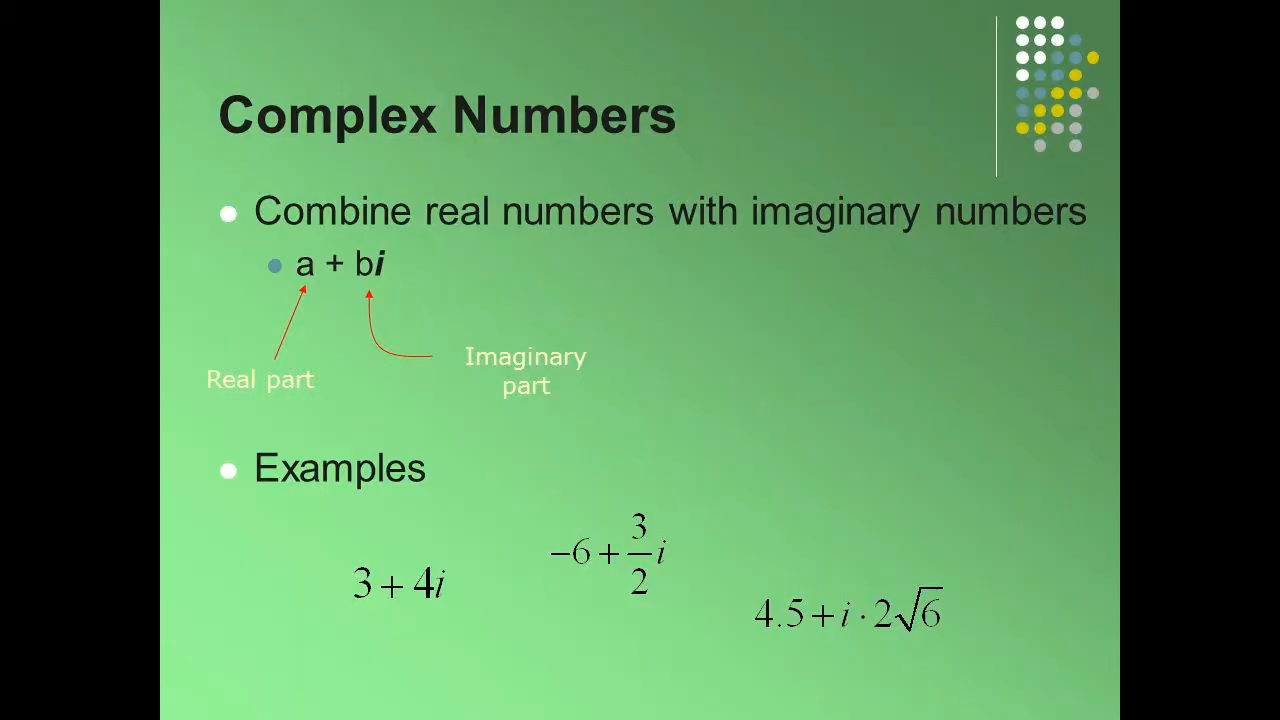 Complex Numbers
Combine real numbers with imaginary numbers
a + bi
Real part
Imaginary
part
Examples
3 + 4i
−6 + 3/2 i
4.5 + i · 2√6